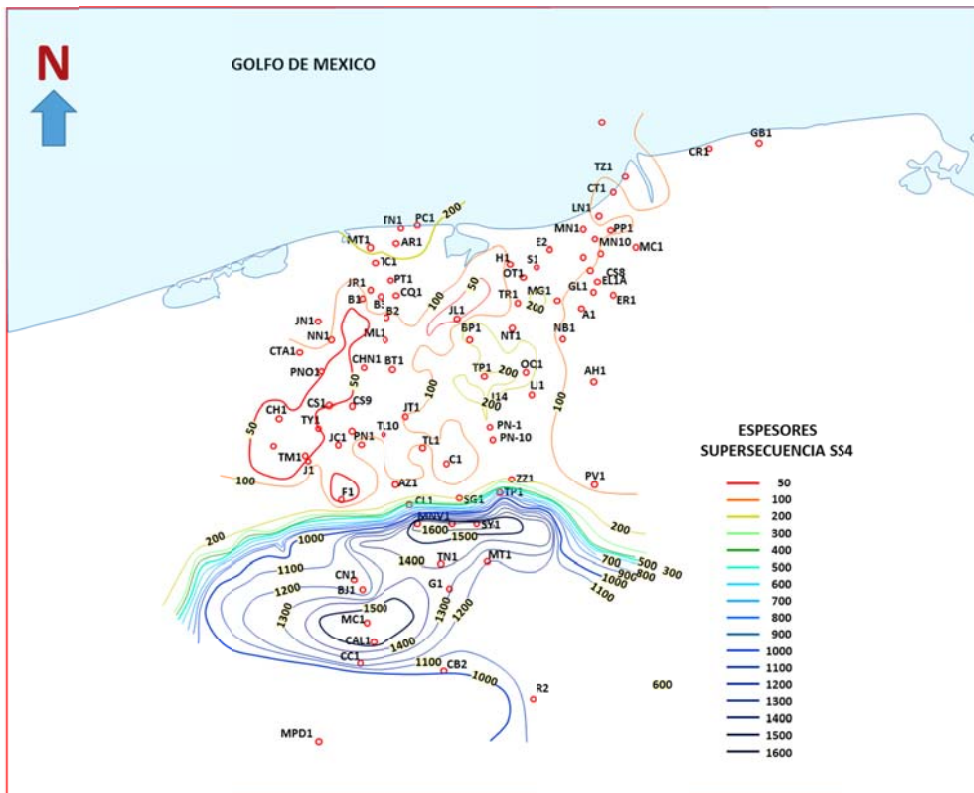 N
GOLFO DE MEXICO
GB1
CR1
TZ1
CT1
LN1
MN1
PP1
MN10
MC1
200
TN1
PC1
MT1
AR1
E2
H1
S1
OT1
CS8
EL1A
PT1
JR1
CQ1
B1
B2
100
50
TR1
MG1
200
GL1
ER1
A1
JN1
NN1
ML1
JL1
BP1
NT1
NB1
CTA1
PNO1
CHN1
BT1
50
100
TP1
200
OC1
AH1
200
CS1
CS9
CH1
50
TY1
JT1
PN-1
PN-10
100
JC1
PN1
TL1
C1
TM1
J1
100
F1
AZ1
ZZ1
PV1
CL1
SG1
TP1
1600
SY1
1500
200
200
1000
1100
1400
TN1
MT1
700
500
900
800
300
1000
1100
1200
CN1
BJ1
G1
1300
1200
1300
1500
MC1
CAL1
1400
CC1
1100
CB2
1000
R2
600
MPD1
ESPESORES
SUPERSECUENCIA SS4
50
100
200
300
400
500
600
700
800
900
1000
1100
1200
1300
1400
1500
1600